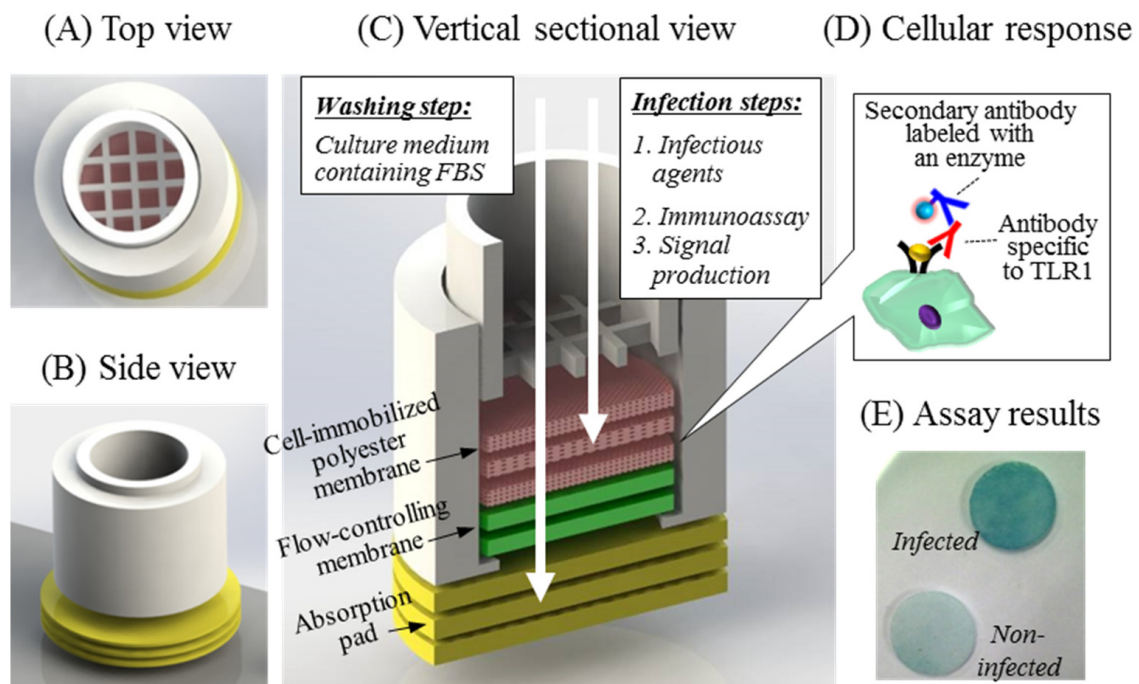 (A) Top view
(B) Side view
(C) Vertical sectional view
Washing step:
Culture medium
containing FBS
Infection steps:
1. Infectious
agents
2. Immunoassay
3. Signal
production
Cell-immobilized
polyester
membrane
Flow-controlling
membrane
Absorption
pad
(D) Cellular response
Secondary antibody
labeled with
an enzyme
Antibody
specific
to TLR1
(E) Assay results
Infected
Non-
infected